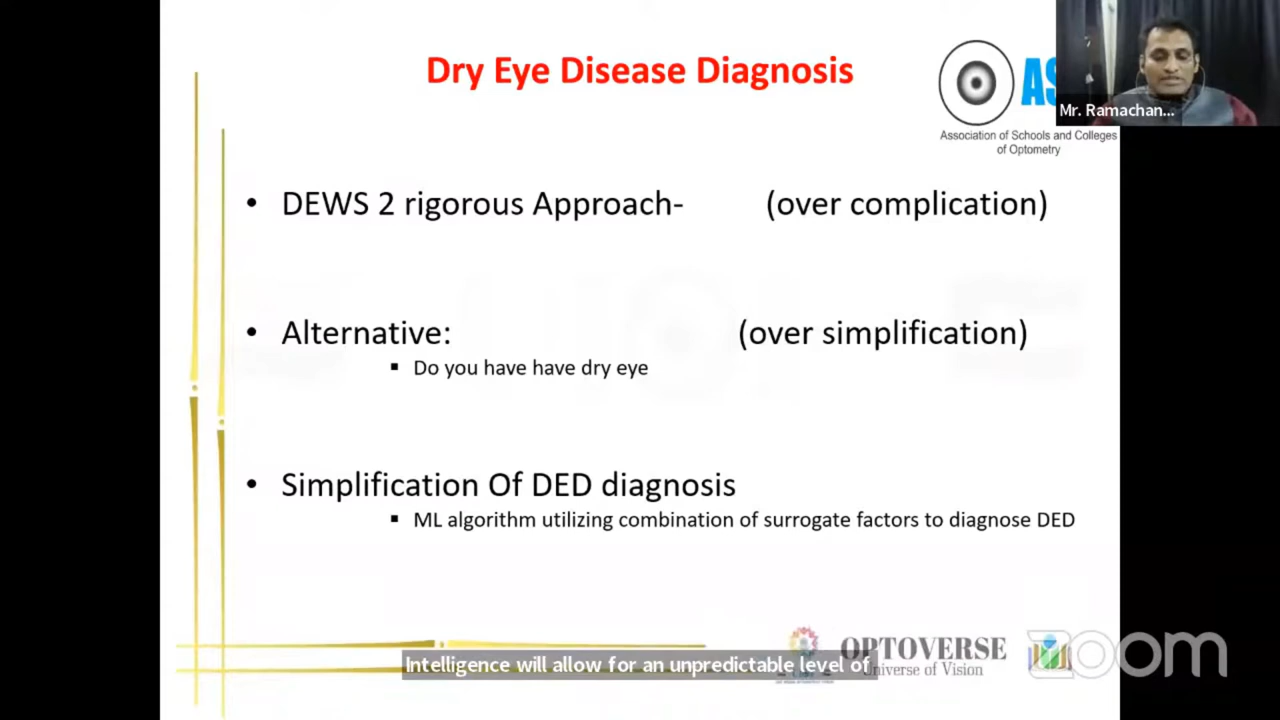 Dry Eye Disease Diagnosis
AS
Mr. Ramachan...
Association of Schools and Colleges
of Optometry
• DEWS 2 rigorous Approach- (over complication)
• Alternative: (over simplification)
▪ Do you have have dry eye
• Simplification Of DED diagnosis
▪ ML algorithm utilizing combination of surrogate factors to diagnose DED
OPTOVERSE
Universe of Vision
zoom
Intelligence will allow for an unpredictable level of